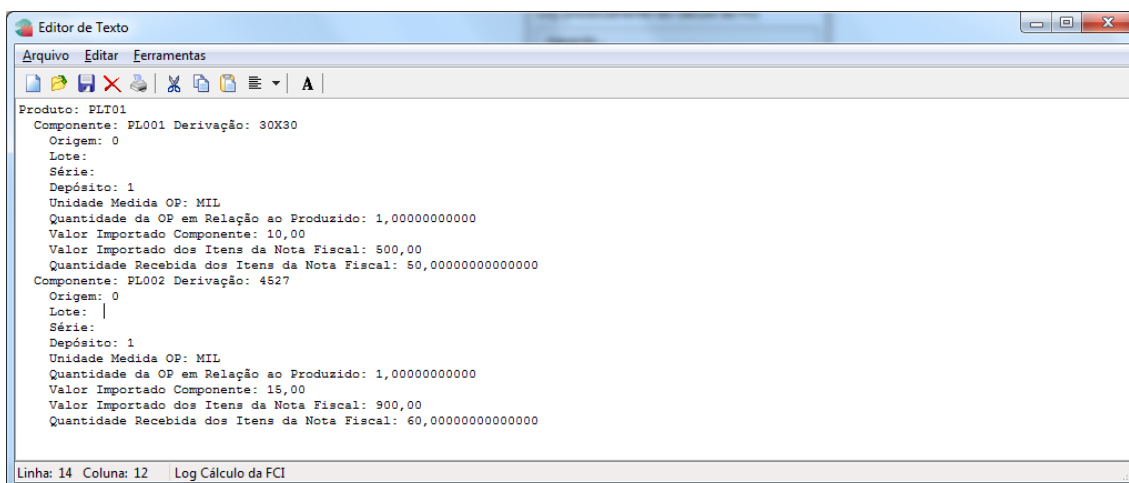 Editor de Texto
Arquivo Editar Ferramentas
A
Produto: PLT01
Componente: PL001 Derivação: 30X30
Origem: 0
Lote:
Série:
Depósito: 1
Unidade Medida OP: MIL
Quantidade da OP em Relação ao Produzido: 1,00000000000
Valor Importado Componente: 10,00
Valor Importado dos Itens da Nota Fiscal: 500,00
Quantidade Recebida dos Itens da Nota Fiscal: 50,00000000000000
Componente: PL002 Derivação: 4527
Origem: 0
Lote:
Série:
Depósito: 1
Unidade Medida OP: MIL
Quantidade da OP em Relação ao Produzido: 1,00000000000
Valor Importado Componente: 15,00
Valor Importado dos Itens da Nota Fiscal: 900,00
Quantidade Recebida dos Itens da Nota Fiscal: 60,00000000000000
Linha: 14 Coluna: 12 Log Cálculo da FCI